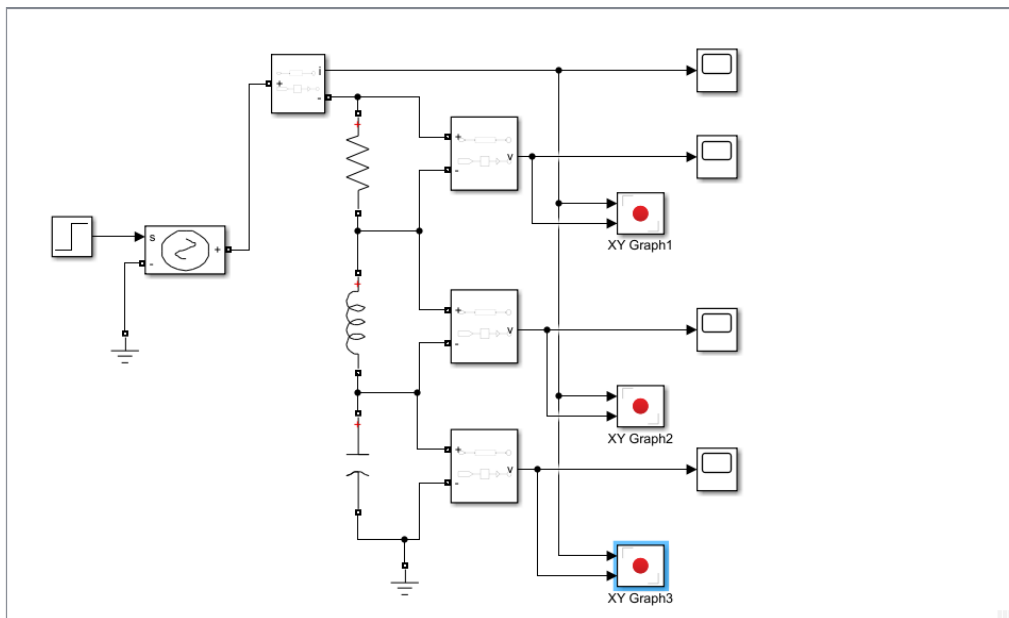 i
+
-
+
+
v
-
s
+
-
XY Graph1
+
+
v
-
XY Graph2
+
+
v
-
XY Graph3